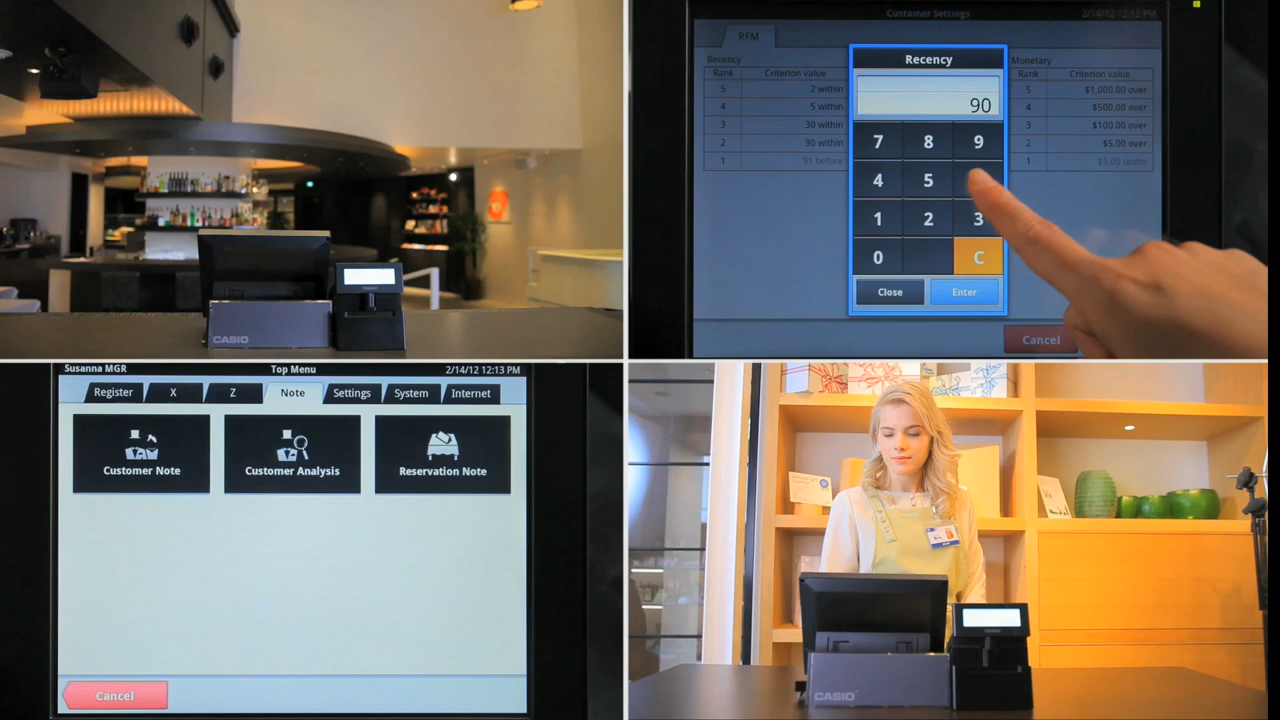 CASIO
Customer Settings 2/14/12 12:12 PM
RFM
Recency
Rank Criterion value
5 2 within
4 5 within
3 30 within
2 90 within
1 91 before
Recency
90
7 8 9
4 5
1 2 3
0 C
Close Enter
Monetary
Rank Criterion value
5 $1,000.00 over
4 $500.00 over
3 $100.00 over
2 $5.00 over
1 $5.00 under
Cancel
Susanna MGR Top Menu 2/14/12 12:13 PM
Register X Z Note Settings System Internet
Customer Note Customer Analysis Reservation Note
Cancel
CASIO